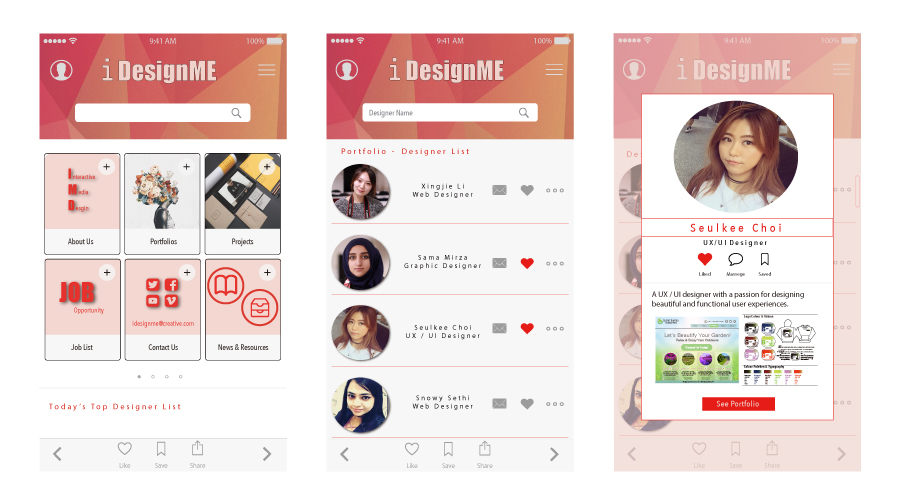 9:41 AM
100%
i DesignME
Interactive
Media
Desgin
About Us
Portfolios
Projects
JOB
Opportunity
Job List
idesignme@creative.com
Contact Us
News & Resources
Today's Top Designer List
Like
Save
Share
9:41 AM
100%
i DesignME
Designer Name
Portfolio - Designer List
Xingjie Li
Web Designer
Sama Mirza
Graphic Designer
Seulkee Choi
UX / UI Designer
Snowy Sethi
Web Designer
Like
Save
Share
9:41 AM
100%
i DesignME
De
Seulkee Choi
UX/UI Designer
Liked
Saved
A UX / UI designer with a passion for designing
beautiful and functional user experiences.
Let's Beautify Your Garden!
See Portfolio
Like
Save
Share